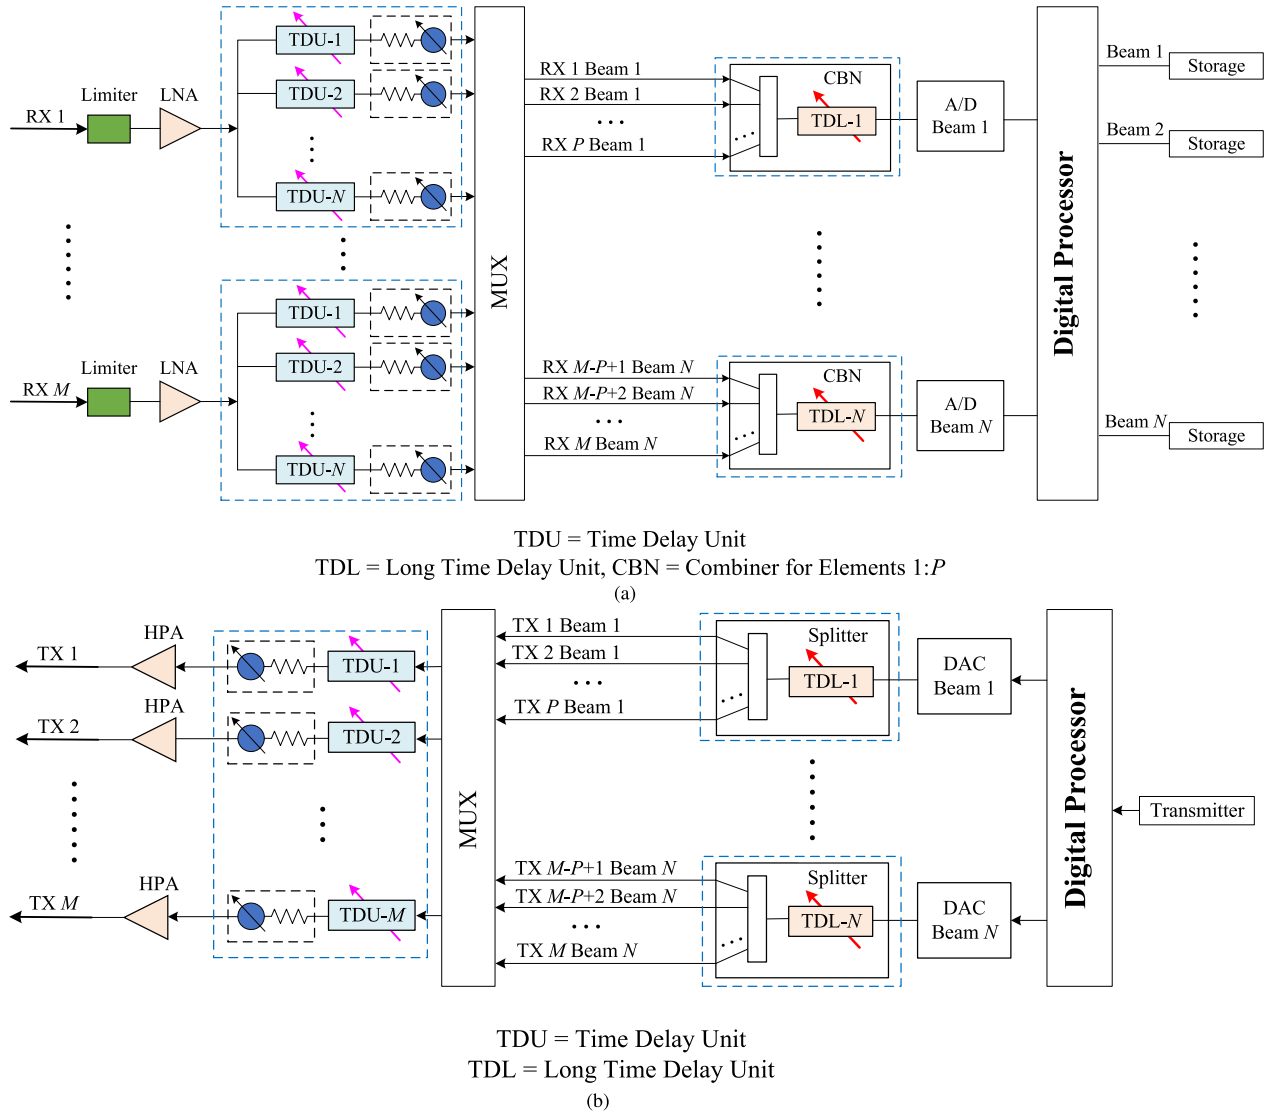 TDU-1
Limiter
LNA
TDU-2
RX 1
TDU-N
TDU-1
Limiter
LNA
TDU-2
RX M
TDU-N
MUX
RX 1 Beam 1
RX 2 Beam 1
RX P Beam 1
CBN
TDL-1
A/D
Beam 1
RX M-P+1 Beam N
RX M-P+2 Beam N
RX M Beam N
CBN
TDL-N
A/D
Beam N
Digital Processor
Beam 1
Storage
Beam 2
Storage
Beam N
Storage
TDU = Time Delay Unit
TDL = Long Time Delay Unit, CBN = Combiner for Elements 1:P
(a)
HPA
TX 1
TDU-1
HPA
TX 2
TDU-2
HPA
TX M
TDU-M
MUX
TX 1 Beam 1
TX 2 Beam 1
TX P Beam 1
Splitter
TDL-1
DAC
Beam 1
TX M-P+1 Beam N
TX M-P+2 Beam N
TX M Beam N
Splitter
TDL-N
DAC
Beam N
Digital Processor
Transmitter
TDU = Time Delay Unit
TDL = Long Time Delay Unit
(b)